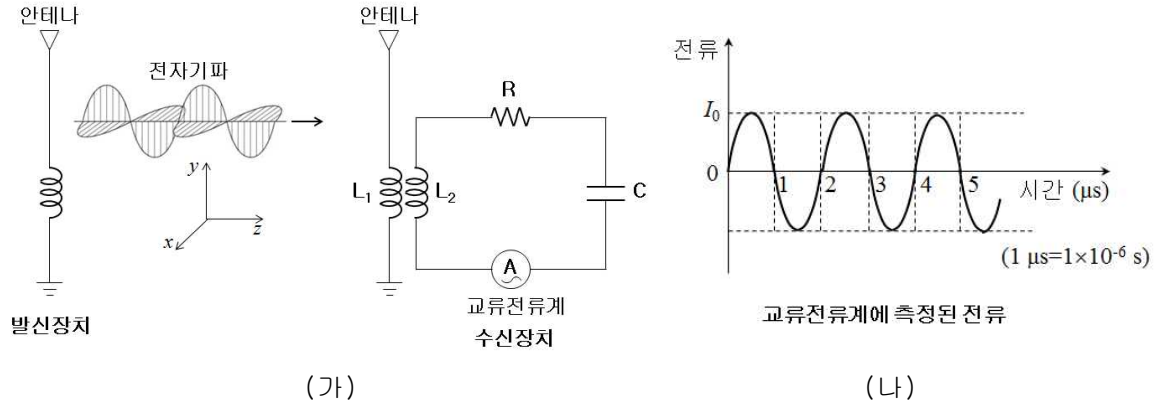 안테나
전자기파
y
x
z
발신장치
안테나
R
L₁
L₂
C
A
교류전류계
수신장치
(가)
전류
I₀
0
1 2 3 4 5
시간 (μs)
(1 μs=1×10⁻⁶ s)
교류전류계에 측정된 전류
(나)